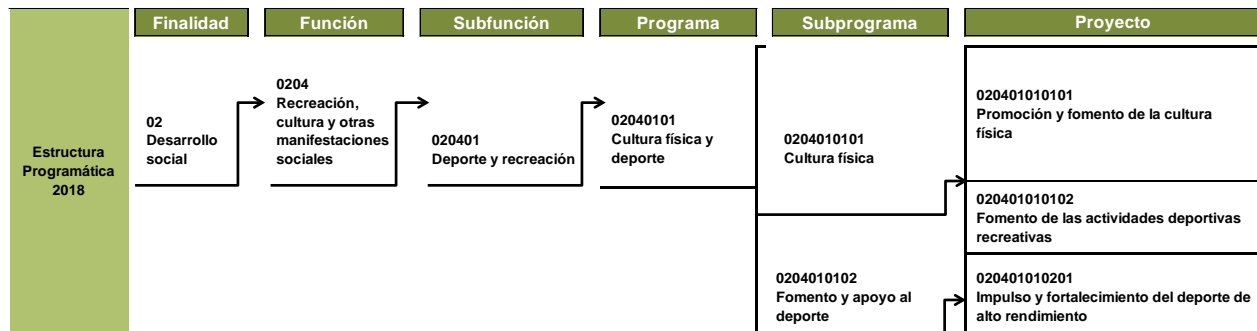 Finalidad
Función
Subfunción
Programa
Subprograma
Proyecto
Estructura
Programática
2018
02
Desarrollo
social
0204
Recreación,
cultura y otras
manifestaciones
sociales
020401
Deporte y recreación
02040101
Cultura física y
deporte
0204010101
Cultura física
020401010101
Promoción y fomento de la cultura
física
020401010102
Fomento de las actividades deportivas
recreativas
0204010102
Fomento y apoyo al
deporte
020401010201
Impulso y fortalecimiento del deporte de
alto rendimiento